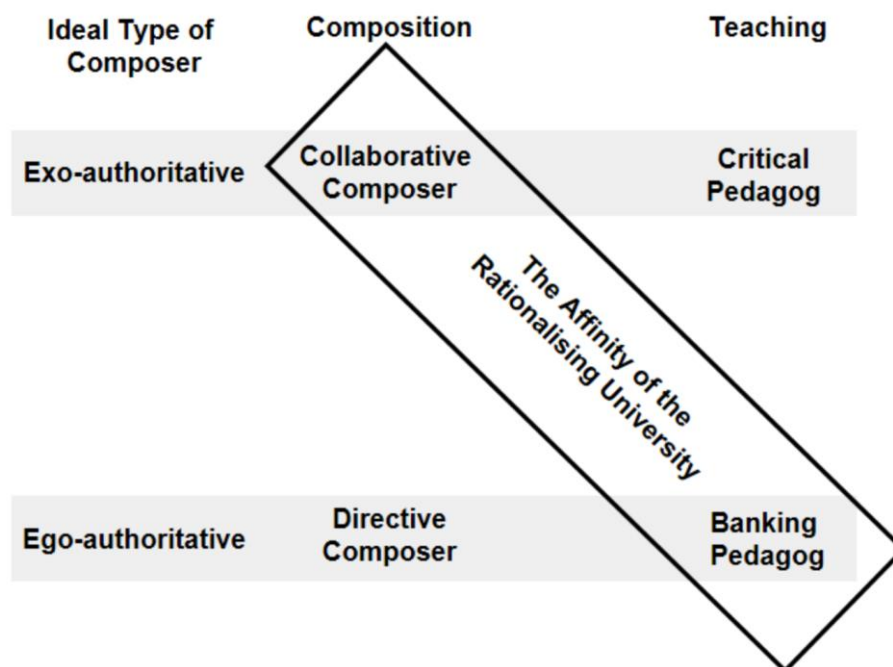 Ideal Type of
Composer
Composition
Teaching
Exo-authoritative
Collaborative
Composer
Critical
Pedagog
The Affinity of the
Rationalising University
Ego-authoritative
Directive
Composer
Banking
Pedagog